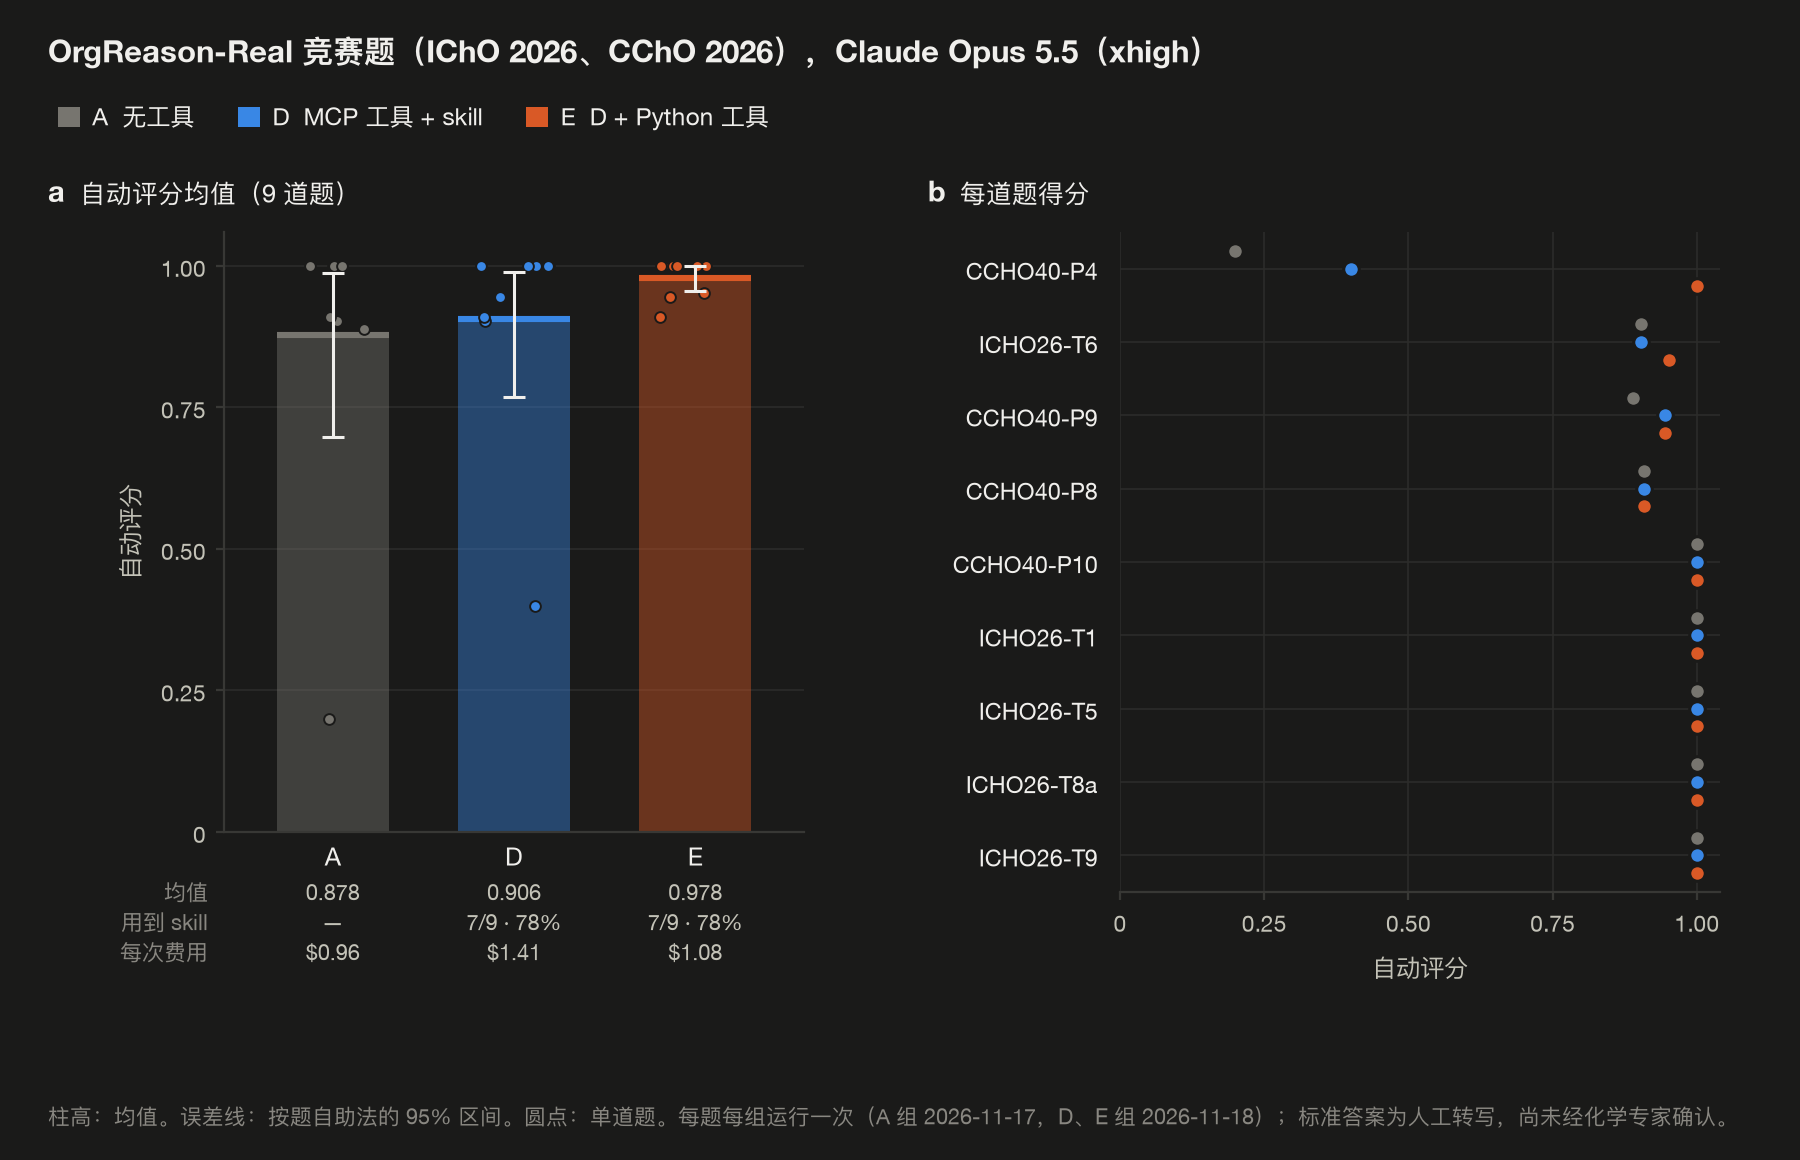 OrgReason-Real 竞赛题（IChO 2026、CChO 2026），Claude Opus 5.5（xhigh）
A 无工具 D MCP 工具 + skill E D + Python 工具
a 自动评分均值（9 道题）
1.00
0.75
0.50
0.25
0
自动评分
A D E
均值 0.878 0.906 0.978
用到 skill — 7/9 · 78% 7/9 · 78%
每次费用 $0.96 $1.41 $1.08
b 每道题得分
CCHO40-P4
ICHO26-T6
CCHO40-P9
CCHO40-P8
CCHO40-P10
ICHO26-T1
ICHO26-T5
ICHO26-T8a
ICHO26-T9
0 0.25 0.50 0.75 1.00
自动评分
柱高：均值。误差线：按题自助法的 95% 区间。圆点：单道题。每题每组运行一次（A 组 2026-11-17，D、E 组 2026-11-18）；标准答案为人工转写，尚未经化学专家确认。